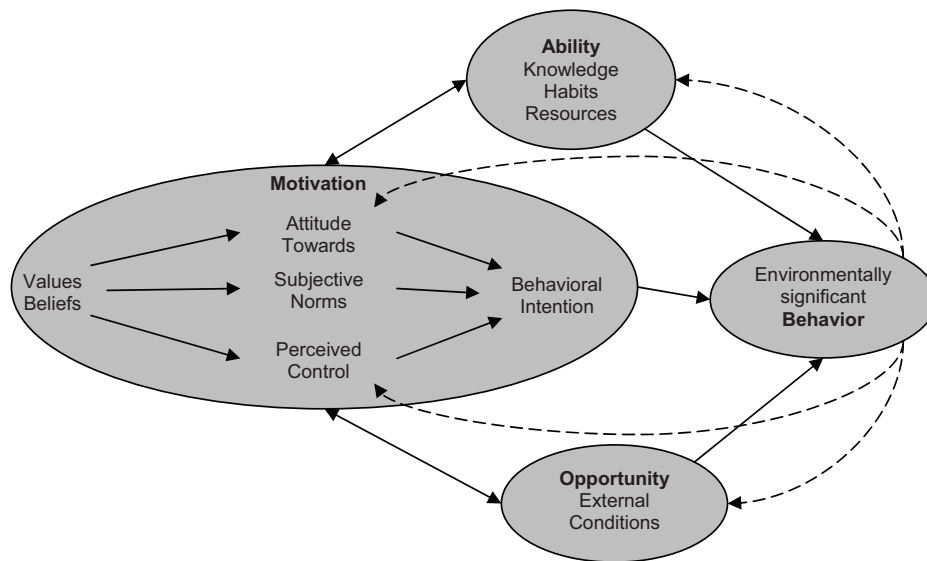 Ability
Knowledge
Habits
Resources
Motivation
Attitude
Towards
Values
Beliefs
Subjective
Norms
Behavioral
Intention
Perceived
Control
Environmentally
significant
Behavior
Opportunity
External
Conditions